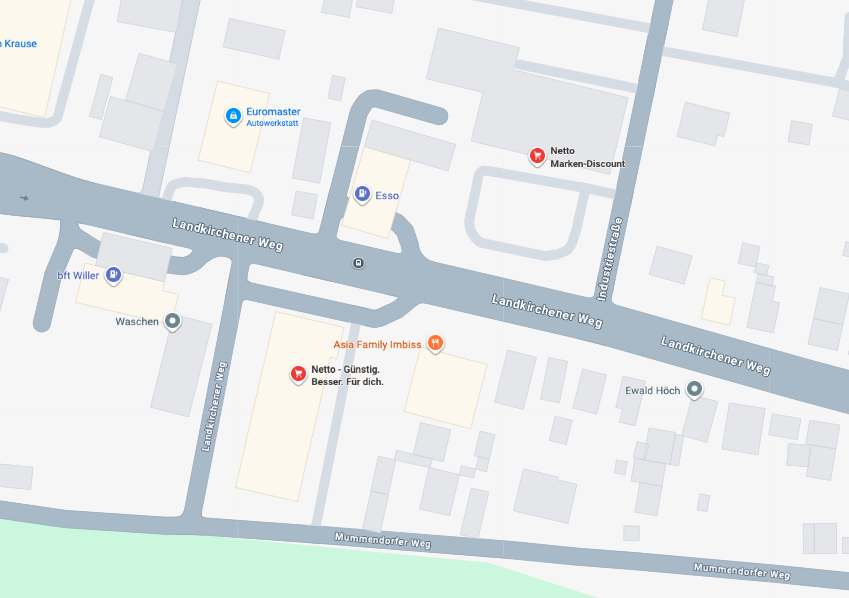 n Krause
Euromaster
Autowerkstatt
Netto
Marken-Discount
Esso
Landkirchener Weg
Industriestraße
bft Willer
Landkirchener Weg
Waschen
Asia Family Imbiss
Landkirchener Weg
Netto - Günstig.
Besser. Für dich.
Ewald Höch
Landkirchener Weg
Mummendorfer Weg
Mummendorfer Weg